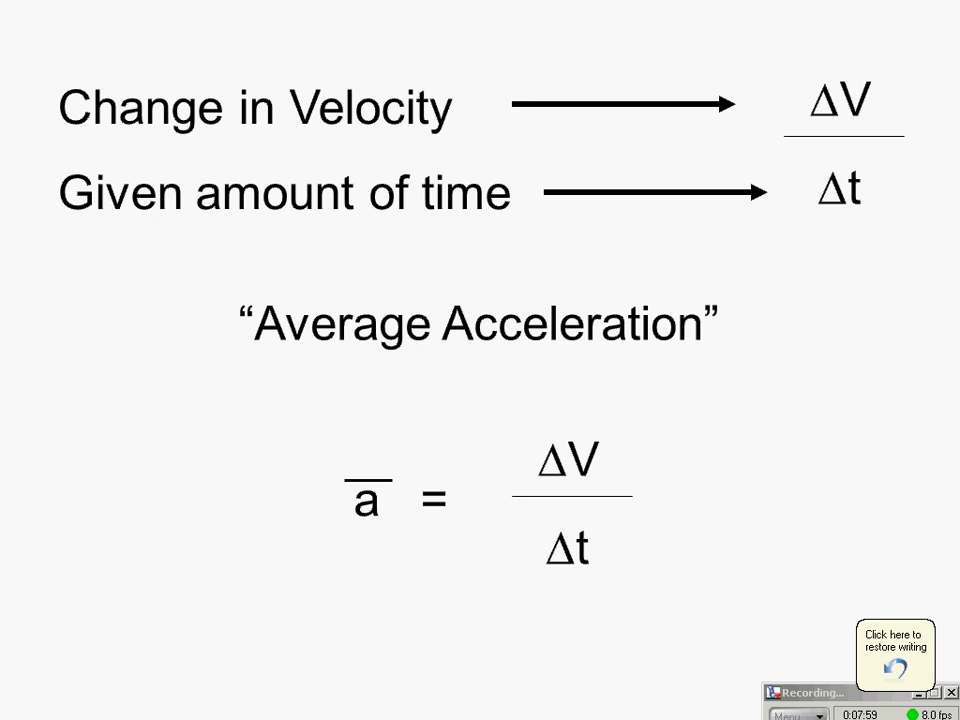 Change in Velocity ΔV
Given amount of time Δt
“Average Acceleration”
ΔV
a =
Δt
Click here to
restore writing
Recording...
Menu 0:07:59 8.0 fps